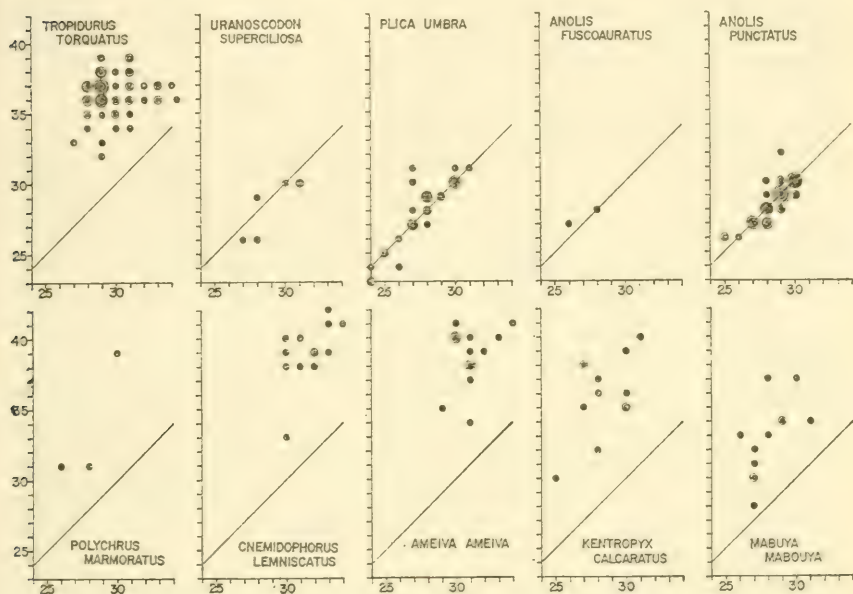 TROPIDURUS
TORQUATUS
URANOSCODON
SUPERCILIOSA
PLICA UMBRA
ANOLIS
FUSCOAURATUS
ANOLIS
PUNCTATUS
40
35
30
25
25 30
25 30
25 30
25 30
25 30
40
35
30
25
POLYCHRUS
MARMORATUS
CNEMIDOPHORUS
LEMNISCATUS
AMEIVA AMEIVA
KENTROPYX
CALCARATUS
MABUYA
MABOUYA
25 30
25 30
25 30
25 30
25 30